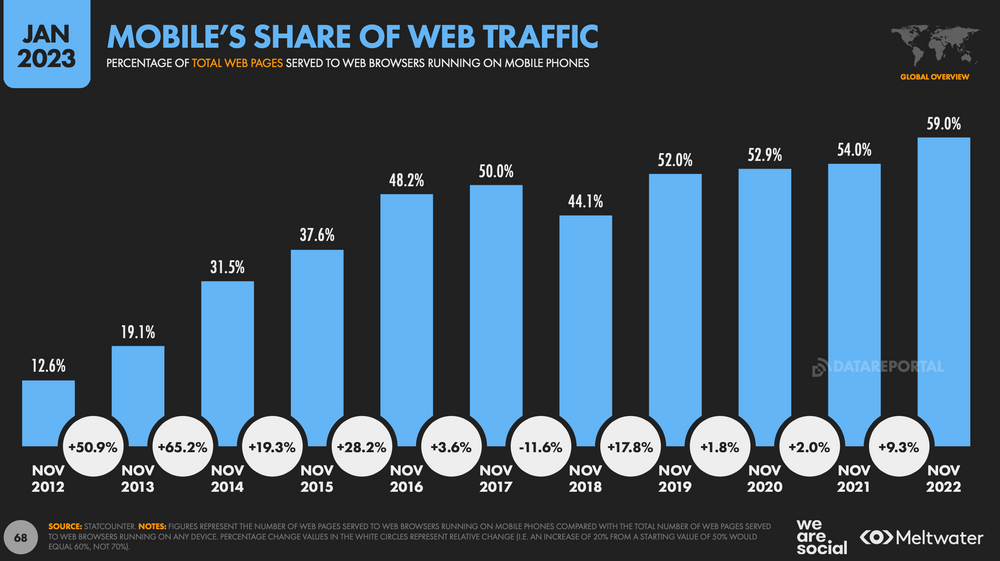 JAN
2023
MOBILE'S SHARE OF WEB TRAFFIC
PERCENTAGE OF TOTAL WEB PAGES SERVED TO WEB BROWSERS RUNNING ON MOBILE PHONES
GLOBAL OVERVIEW
12.6%
19.1%
31.5%
37.6%
48.2%
50.0%
44.1%
52.0%
52.9%
54.0%
59.0%
DATAREPORTAL
+50.9%
+65.2%
+19.3%
+28.2%
+3.6%
-11.6%
+17.8%
+1.8%
+2.0%
+9.3%
NOV
2012
NOV
2013
NOV
2014
NOV
2015
NOV
2016
NOV
2017
NOV
2018
NOV
2019
NOV
2020
NOV
2021
NOV
2022
68
SOURCE: STATCOUNTER. NOTES: FIGURES REPRESENT THE NUMBER OF WEB PAGES SERVED TO WEB BROWSERS RUNNING ON MOBILE PHONES COMPARED WITH THE TOTAL NUMBER OF WEB PAGES SERVED
TO WEB BROWSERS RUNNING ON ANY DEVICE. PERCENTAGE CHANGE VALUES IN THE WHITE CIRCLES REPRESENT RELATIVE CHANGE (I.E. AN INCREASE OF 20% FROM A STARTING VALUE OF 50% WOULD
EQUAL 60%, NOT 70%).
we
are
social
Meltwater